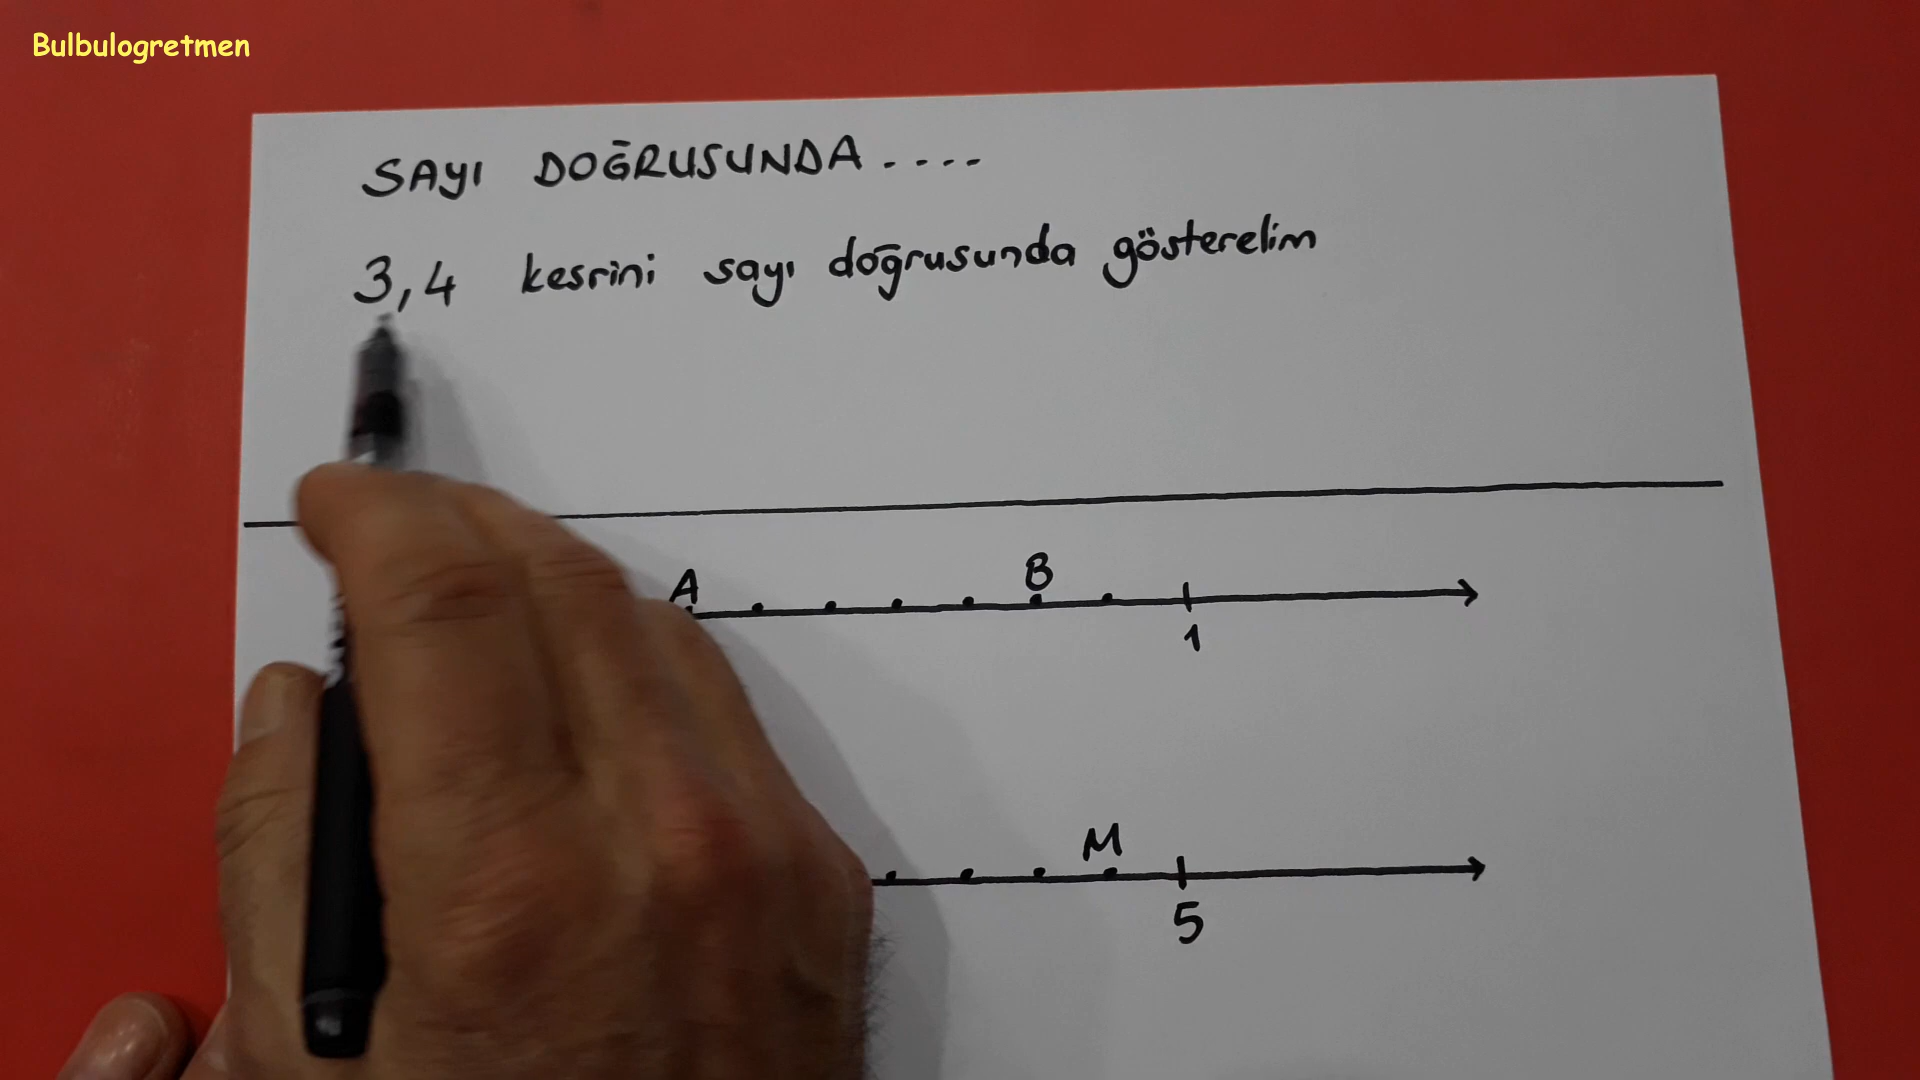 Bulbulogretmen
SAYI DOĞRUSUNDA....
3,4 kesrini sayı doğrusunda gösterelim
A B
1
M
5